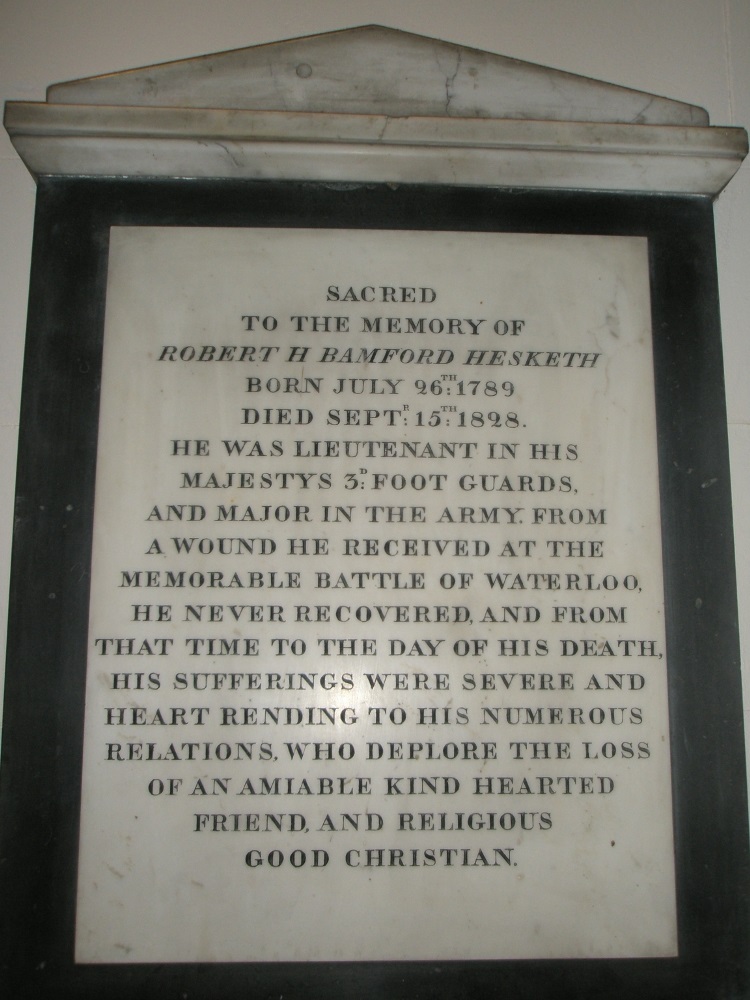 SACRED
TO THE MEMORY OF
ROBERT H BAMFORD HESKETH
BORN JULY 26TH: 1789
DIED SEPTR: 15TH: 1828.
HE WAS LIEUTENANT IN HIS
MAJESTYS 3D: FOOT GUARDS,
AND MAJOR IN THE ARMY. FROM
A WOUND HE RECEIVED AT THE
MEMORABLE BATTLE OF WATERLOO,
HE NEVER RECOVERED, AND FROM
THAT TIME TO THE DAY OF HIS DEATH,
HIS SUFFERINGS WERE SEVERE AND
HEART RENDING TO HIS NUMEROUS
RELATIONS, WHO DEPLORE THE LOSS
OF AN AMIABLE KIND HEARTED
FRIEND, AND RELIGIOUS
GOOD CHRISTIAN.